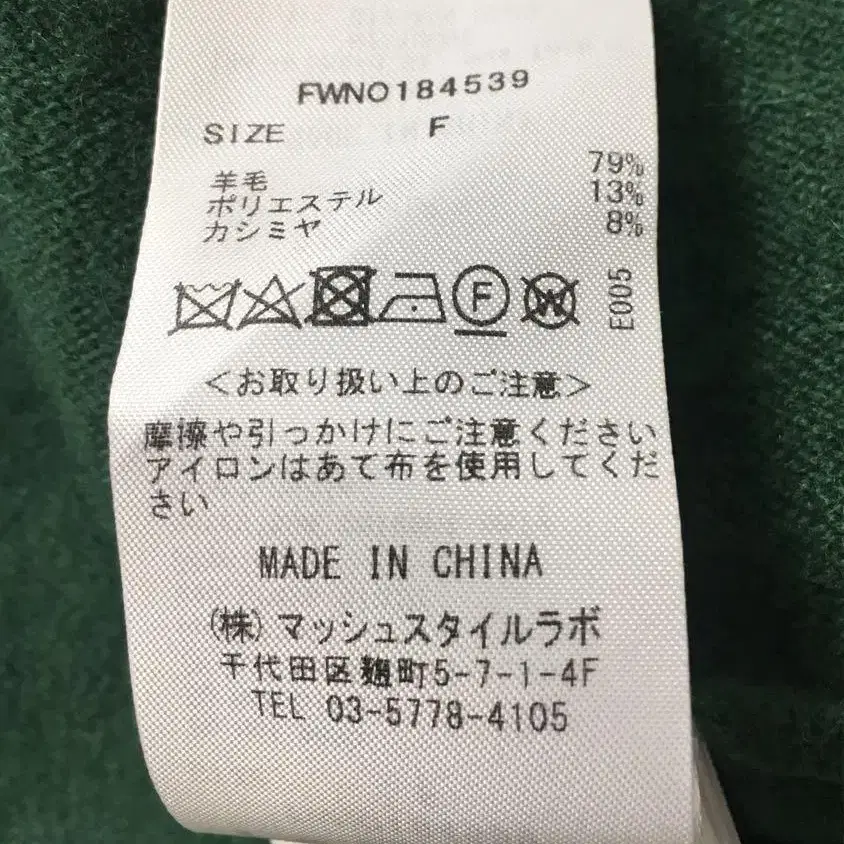 FWNO184539
SIZE F
羊毛 79%
ポリエステル 13%
カシミヤ 8%
F W E005
＜お取り扱い上のご注意＞
摩擦や引っかけにご注意ください
アイロンはあて布を使用してくだ
さい
MADE IN CHINA
(株)マッシュスタイルラボ
千代田区麹町5-7-1-4F
TEL 03-5778-4105